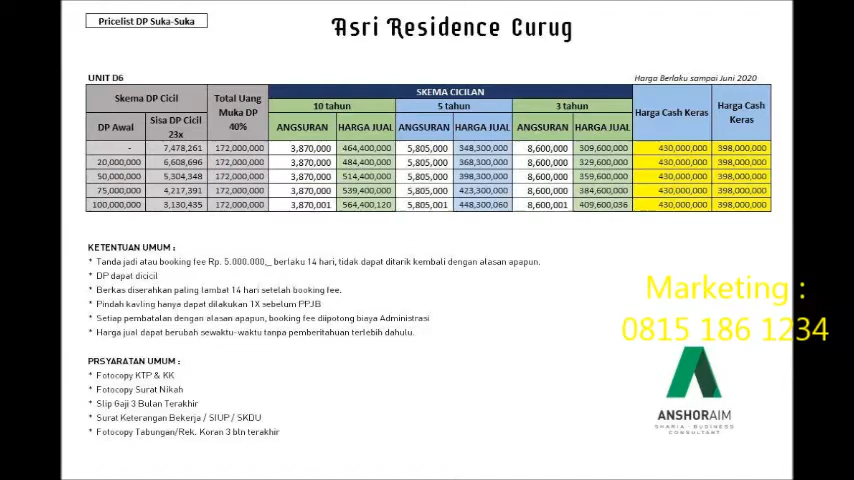 Pricelist DP Suka-Suka
Asri Residence Curug
UNIT D6
Harga Berlaku sampai Juni 2020
Skema DP Cicil Total Uang Muka DP 40% SKEMA CICILAN Harga Cash Keras Harga Cash Keras
10 tahun 5 tahun 3 tahun
DP Awal Sisa DP Cicil 23x ANGSURAN HARGA JUAL ANGSURAN HARGA JUAL ANGSURAN HARGA JUAL
- 7,478,261 172,000,000 3,870,000 464,400,000 5,805,000 348,300,000 8,600,000 309,600,000 430,000,000 398,000,000
20,000,000 6,608,696 172,000,000 3,870,000 484,400,000 5,805,000 368,300,000 8,600,000 329,600,000 430,000,000 398,000,000
50,000,000 5,304,348 172,000,000 3,870,000 514,400,000 5,805,000 398,300,000 8,600,000 359,600,000 430,000,000 398,000,000
75,000,000 4,217,391 172,000,000 3,870,000 539,400,000 5,805,000 423,300,000 8,600,000 384,600,000 430,000,000 398,000,000
100,000,000 3,130,435 172,000,000 3,870,001 564,400,120 5,805,001 448,300,060 8,600,001 409,600,036 430,000,000 398,000,000
KETENTUAN UMUM :
* Tanda jadi atau booking fee Rp. 5.000.000,_ berlaku 14 hari, tidak dapat ditarik kembali dengan alasan apapun.
* DP dapat dicicil
* Berkas diserahkan paling lambat 14 hari setelah booking fee.
* Pindah kavling hanya dapat dilakukan 1X sebelum PPJB
* Setiap pembatalan dengan alasan apapun, booking fee diipotong biaya Administrasi
* Harga jual dapat berubah sewaktu-waktu tanpa pemberitahuan terlebih dahulu.
PRSYARATAN UMUM :
* Fotocopy KTP & KK
* Fotocopy Surat Nikah
* Slip Gaji 3 Bulan Terakhir
* Surat Keterangan Bekerja / SIUP / SKDU
* Fotocopy Tabungan/Rek. Koran 3 bln terakhir
Marketing :
0815 186 1234
ANSHORAIM
SHARIA - BUSINESS
CONSULTANT